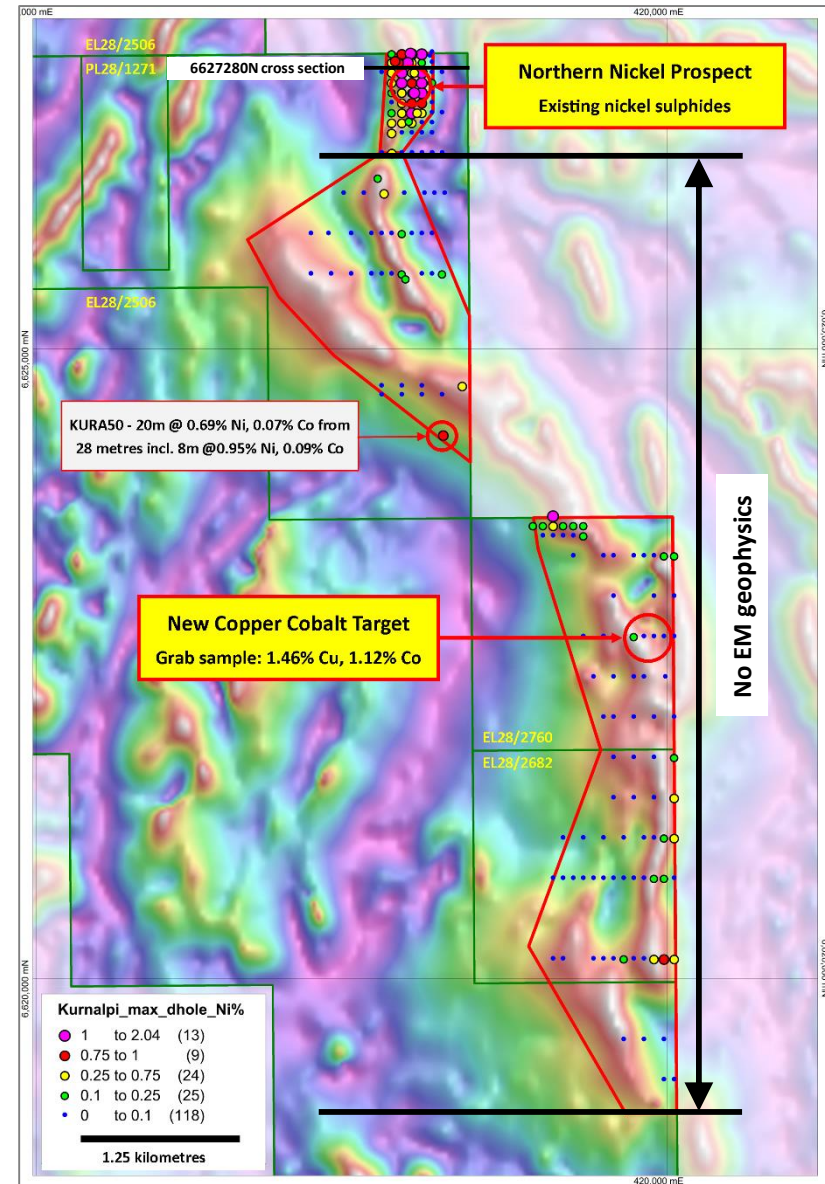 ,000 mE
420,000 mE
EL28/2506
PL28/1271
6627280N cross section
Northern Nickel Prospect
Existing nickel sulphides
EL28/2506
6,625,000 mN
KURA50 - 20m @ 0.69% Ni, 0.07% Co from
28 metres incl. 8m @0.95% Ni, 0.09% Co
No EM geophysics
New Copper Cobalt Target
Grab sample: 1.46% Cu, 1.12% Co
EL28/2760
EL28/2682
6,620,000 mN
Kurnalpi_max_dhole_Ni%
1 to 2.04 (13)
0.75 to 1 (9)
0.25 to 0.75 (24)
0.1 to 0.25 (25)
0 to 0.1 (118)
1.25 kilometres
420,000 mE